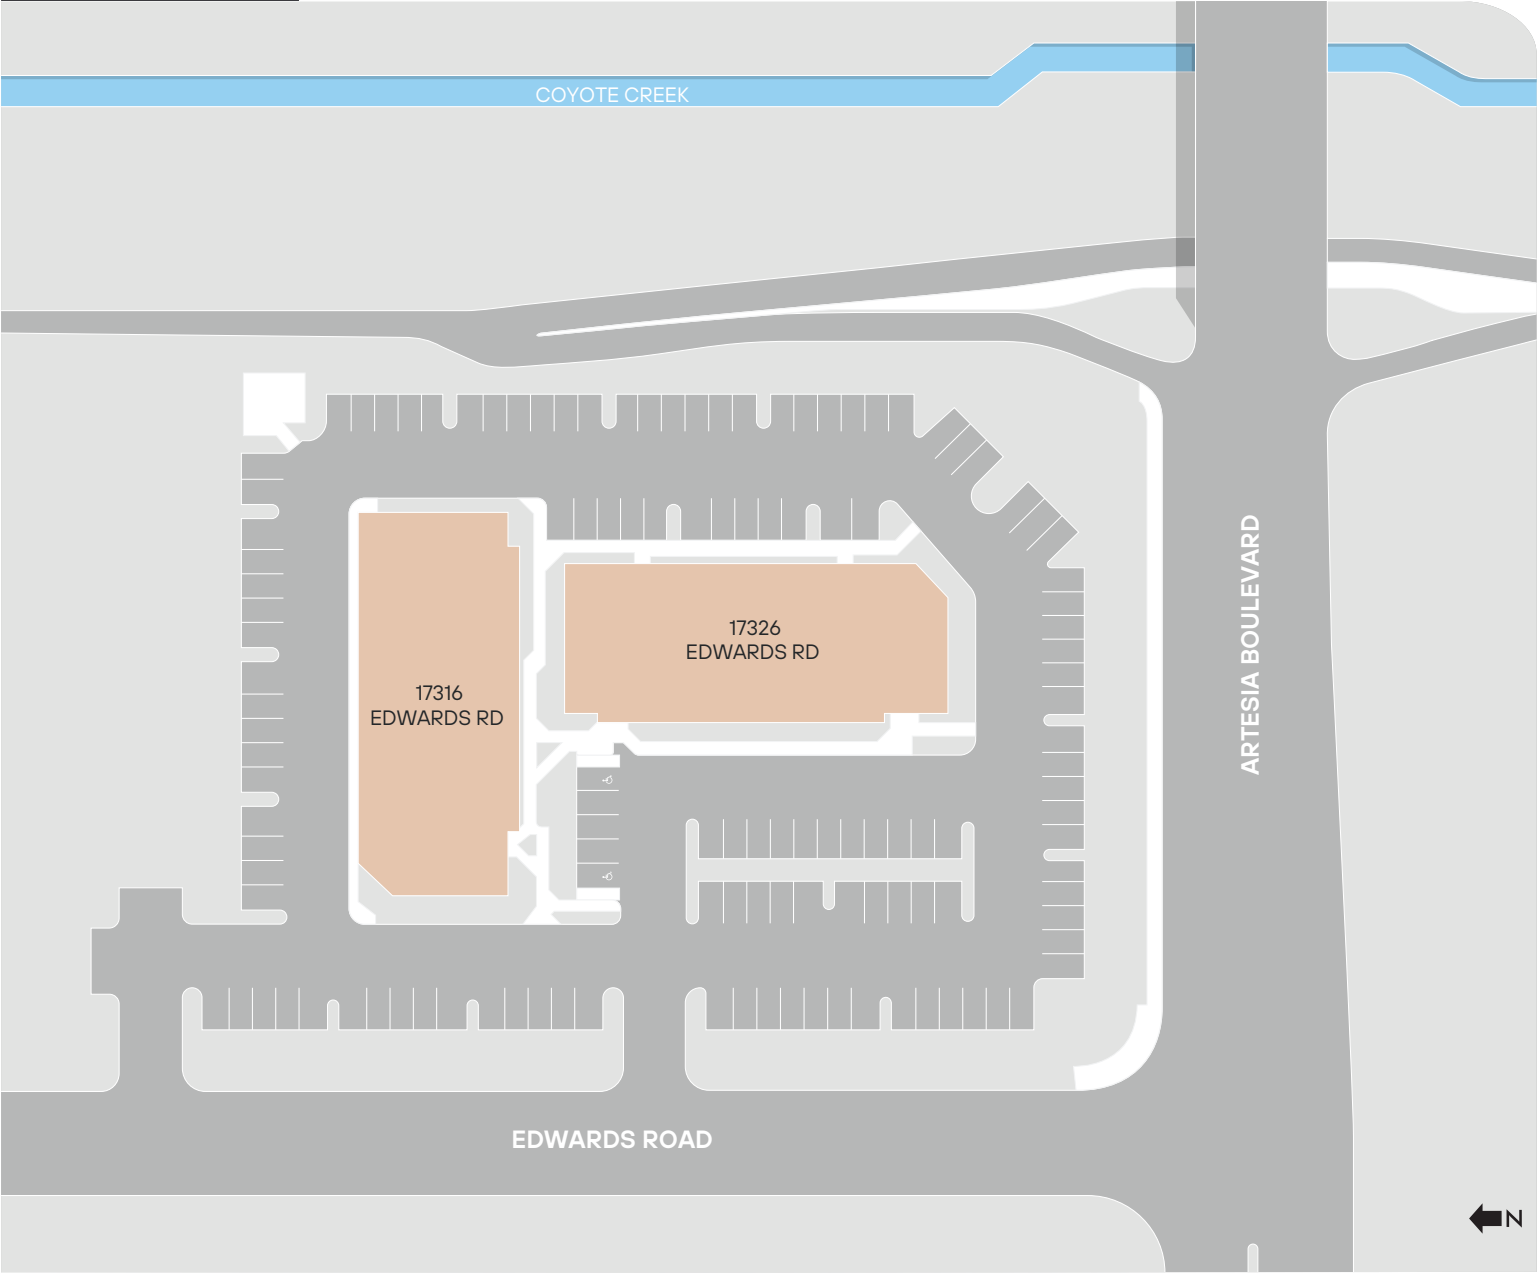 COYOTE CREEK
17326
EDWARDS RD
17316
EDWARDS RD
ARTESIA BOULEVARD
EDWARDS ROAD
N